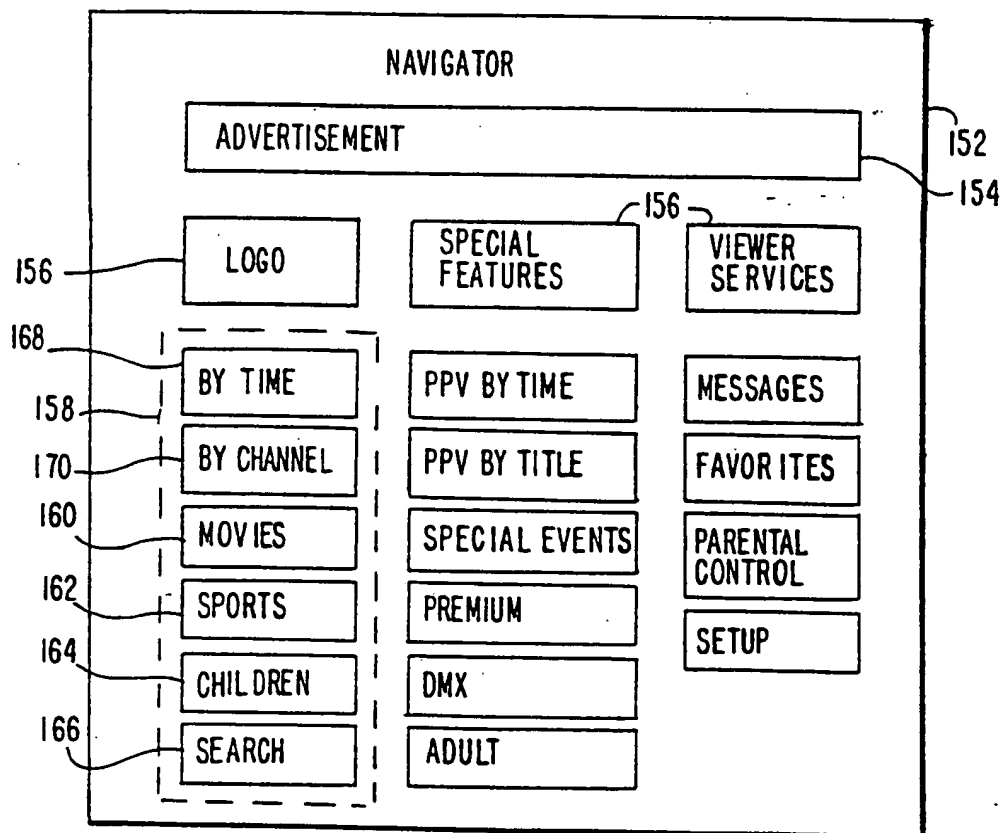 NAVIGATOR
ADVERTISEMENT
152
154
156
156
LOGO
SPECIAL
FEATURES
VIEWER
SERVICES
168
158
170
160
162
164
166
BY TIME
BY CHANNEL
MOVIES
SPORTS
CHILDREN
SEARCH
PPV BY TIME
PPV BY TITLE
SPECIAL EVENTS
PREMIUM
DMX
ADULT
MESSAGES
FAVORITES
PARENTAL
CONTROL
SETUP